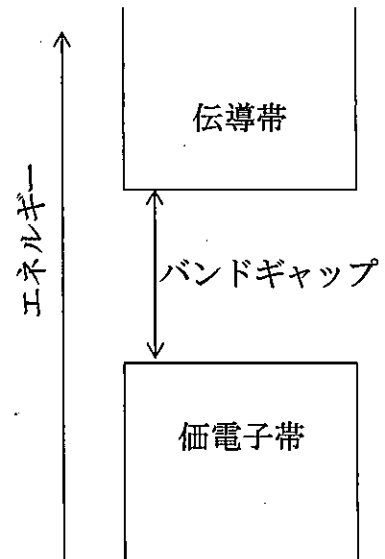 伝導帯
エネルギー
バンドギャップ
価電子帯